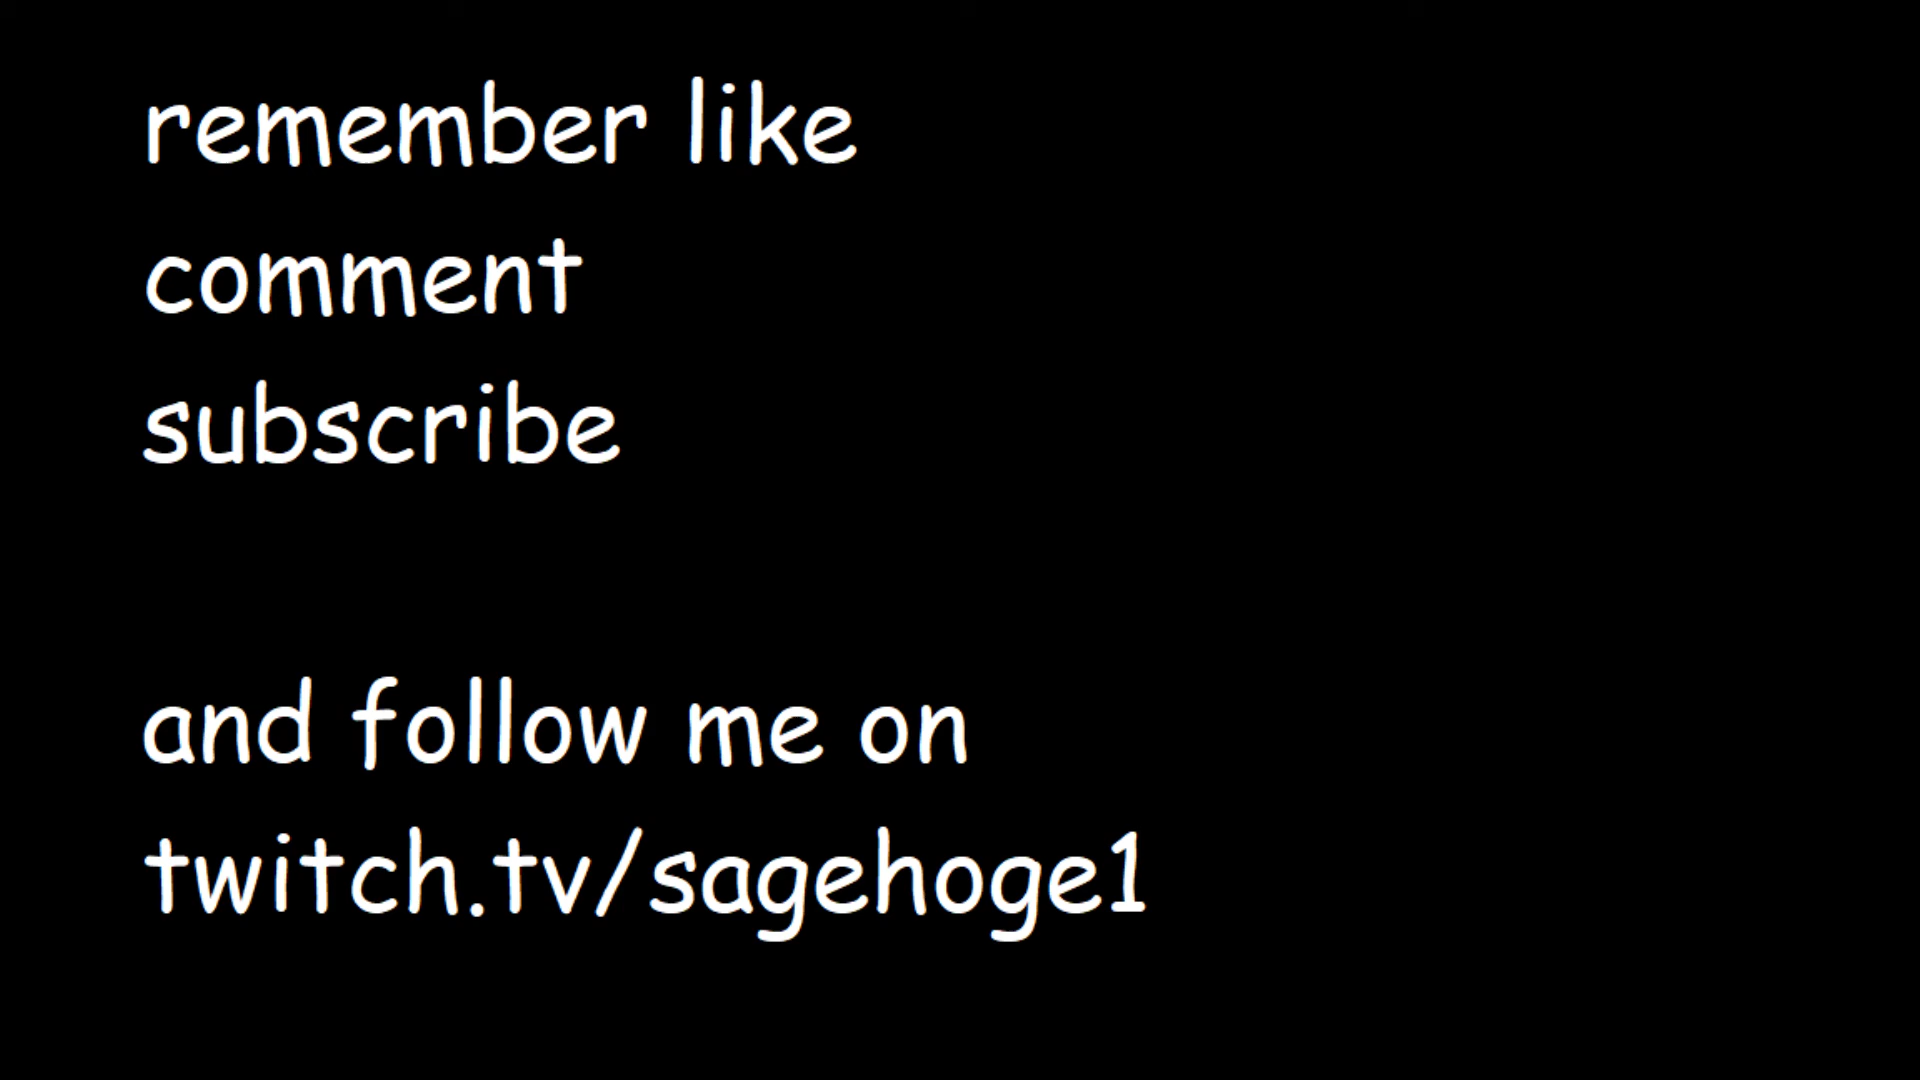 remember like
comment
subscribe
and follow me on
twitch.tv/sagehoge1